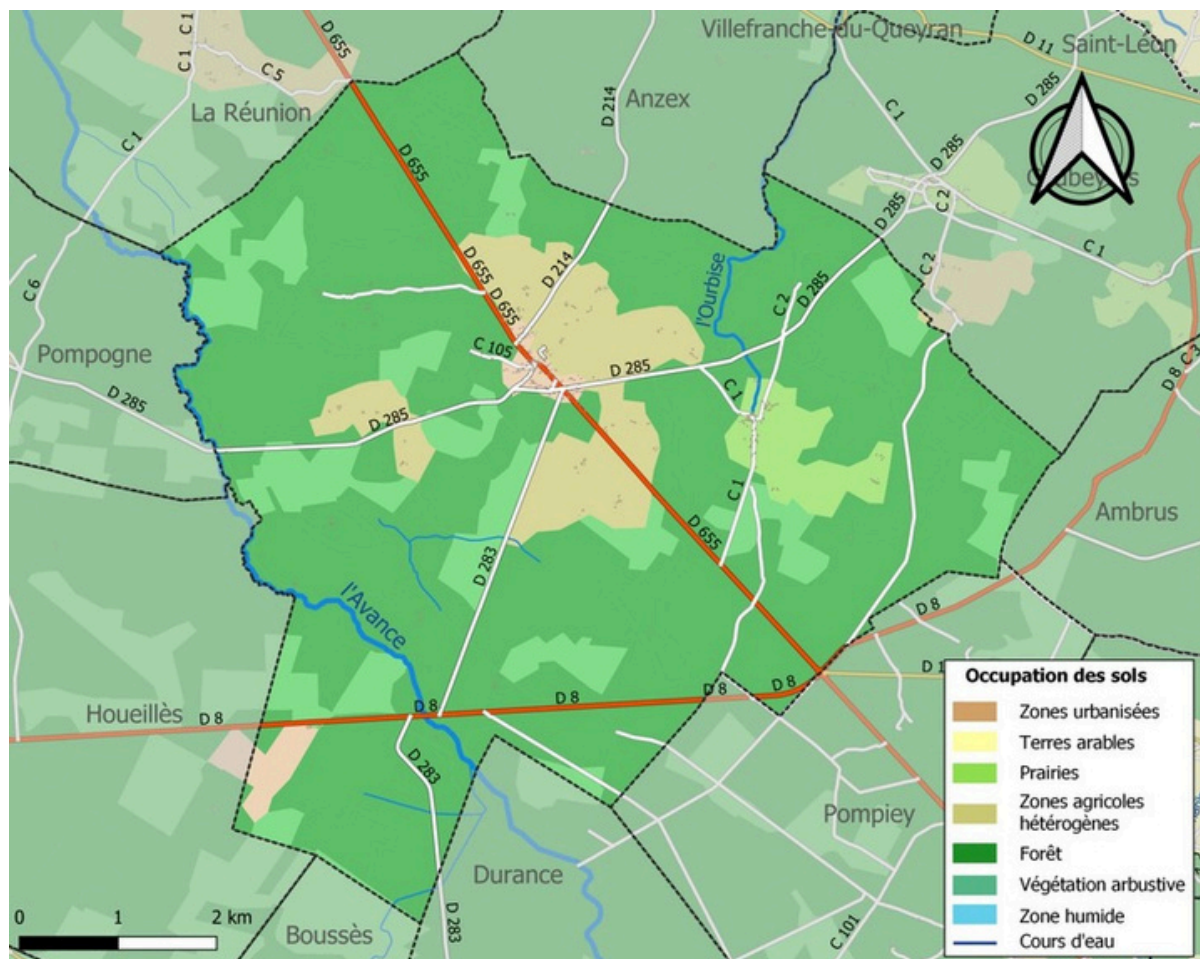 D 655
C 1
C 1
C 5
La Réunion
C 1
D 655
D 214
Anzex
Villefranche-du-Queyran
D 11
Saint-Léon
D 285
C 1
D 285
C 2
D 285
C 1
C 2
C 6
D 655
D 655
D 214
l'Ourbise
C 2
D 285
Pompogne
C 105
D 285
D 285
D 285
C 1
D 8
C 3
C 1
Ambrus
D 655
D 283
l'Avance
D 8
Houeillès
D 8
D 8
D 8
D 8
D 8
D 283
Pompiey
Durance
Boussès
D 283
C 101
0 1 2 km
Occupation des sols
Zones urbanisées
Terres arables
Prairies
Zones agricoles
hétérogènes
Forêt
Végétation arbustive
Zone humide
Cours d'eau